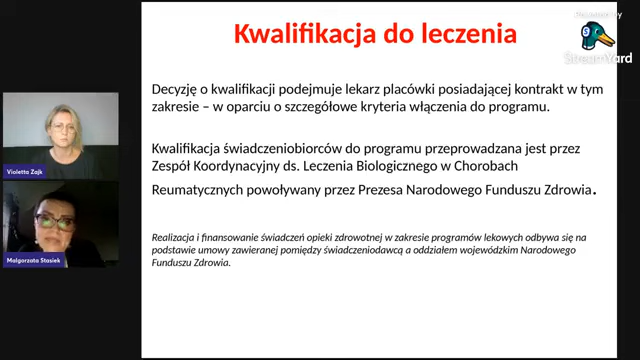 Kwalifikacja do leczenia
StreamYard
Decyzję o kwalifikacji podejmuje lekarz placówki posiadającej kontrakt w tym
zakresie – w oparciu o szczegółowe kryteria włączenia do programu.
Kwalifikacja świadczeniobiorców do programu przeprowadzana jest przez
Zespół Koordynacyjny ds. Leczenia Biologicznego w Chorobach
Reumatycznych powoływany przez Prezesa Narodowego Funduszu Zdrowia.
Realizacja i finansowanie świadczeń opieki zdrowotnej w zakresie programów lekowych odbywa się na
podstawie umowy zawieranej pomiędzy świadczeniodawcą a oddziałem wojewódzkim Narodowego
Funduszu Zdrowia.
Violetta Zajk
Malgorzata Stasiek